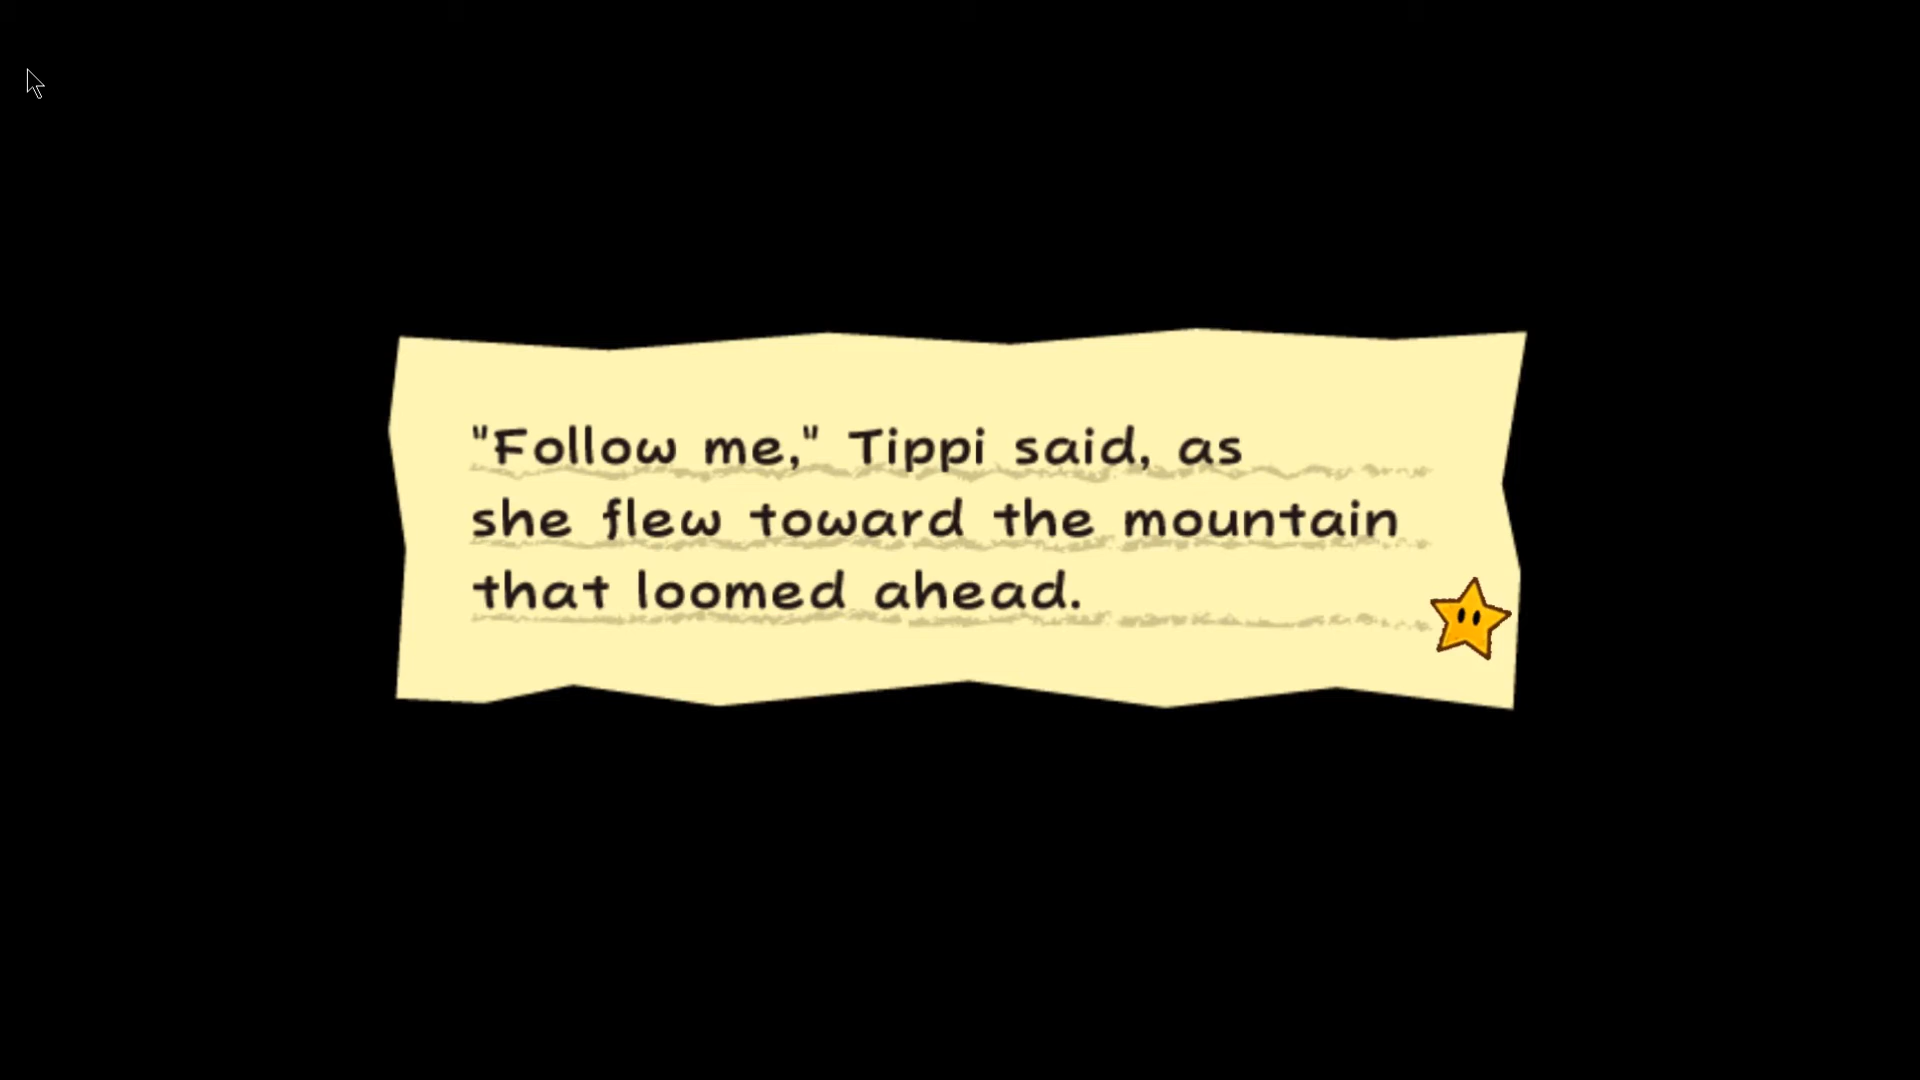 "Follow me," Tippi said, as
she flew toward the mountain
that loomed ahead.